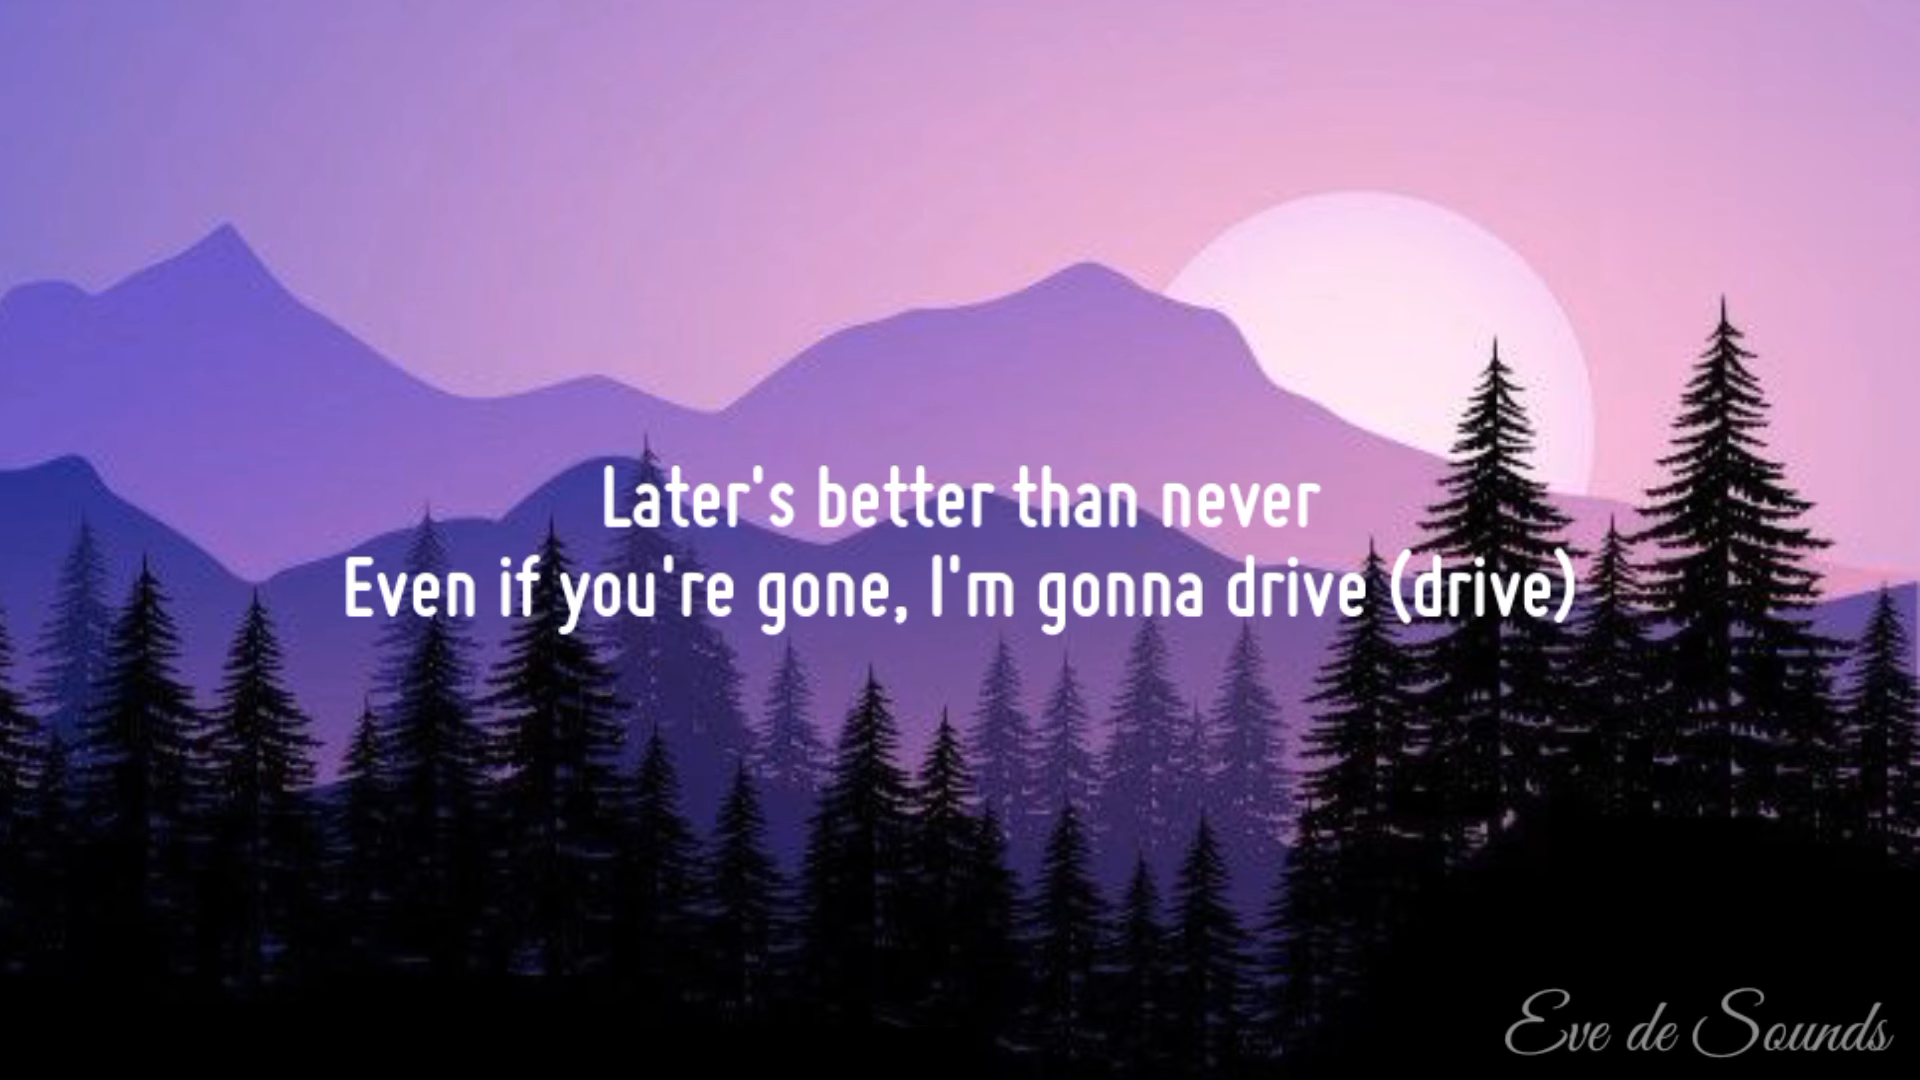 Later's better than never
Even if you're gone, I'm gonna drive (drive)
Eve de Sounds